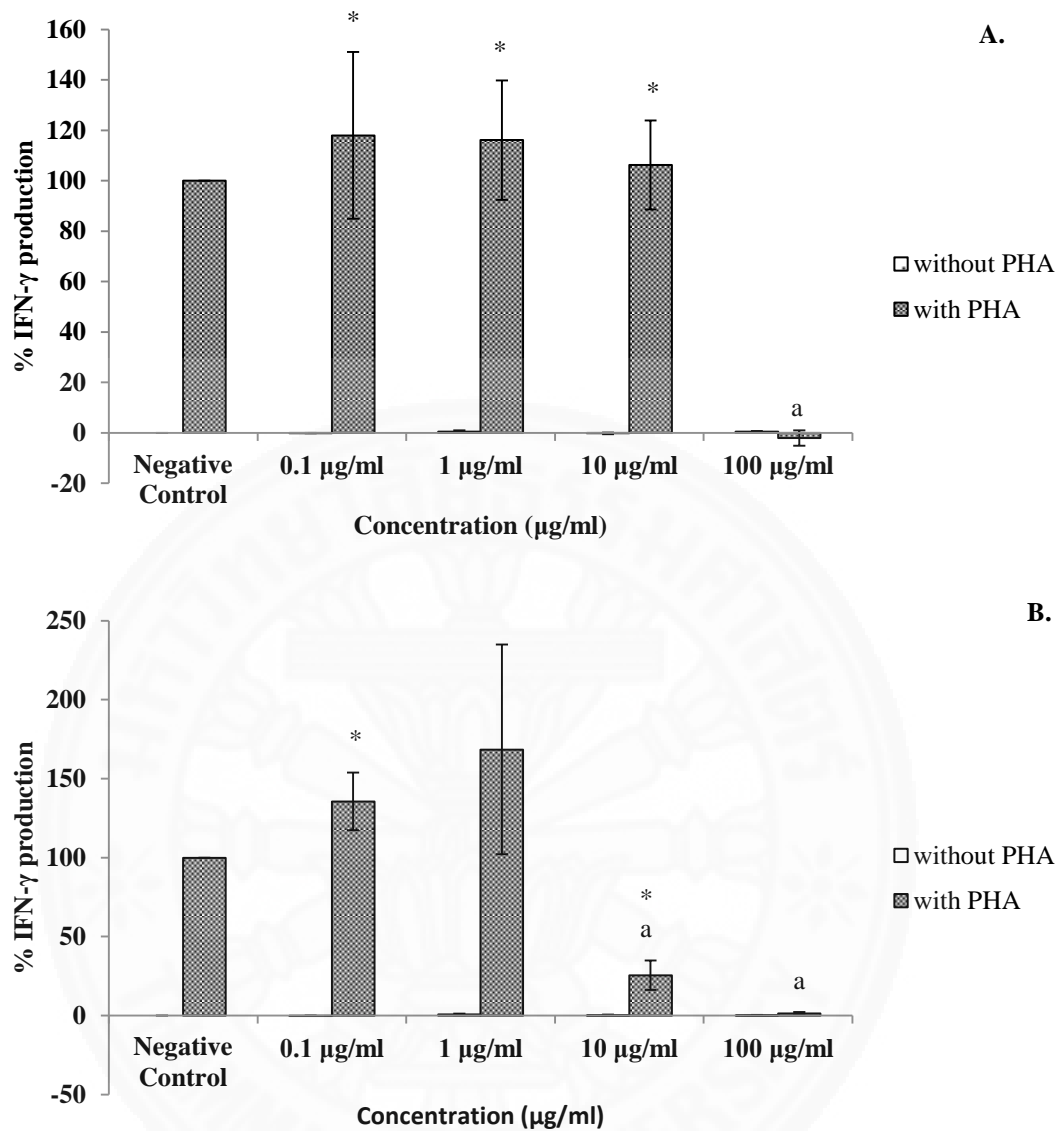 A.
160
140
120
100
80
60
40
20
0
-20
% IFN-γ production
* * *
a
without PHA
with PHA
Negative Control 0.1 µg/ml 1 µg/ml 10 µg/ml 100 µg/ml
Concentration (µg/ml)
B.
250
200
150
100
50
0
-50
% IFN-γ production
*
*
a
a
without PHA
with PHA
Negative Control 0.1 µg/ml 1 µg/ml 10 µg/ml 100 µg/ml
Concentration (µg/ml)